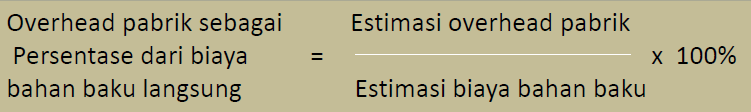 Overhead pabrik sebagai Estimasi overhead pabrik
Persentase dari biaya = x 100%
bahan baku langsung Estimasi biaya bahan baku